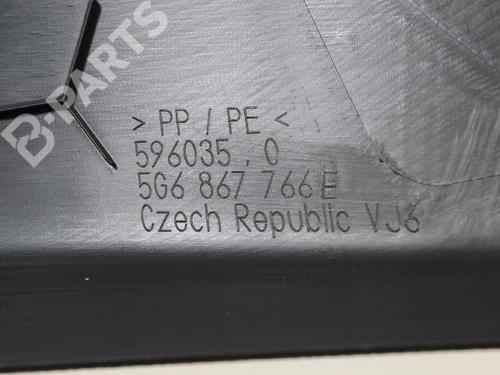 B-PARTS
> PP / PE <
596035 . 0
5G6 867 766 E
Czech Republic VJ6